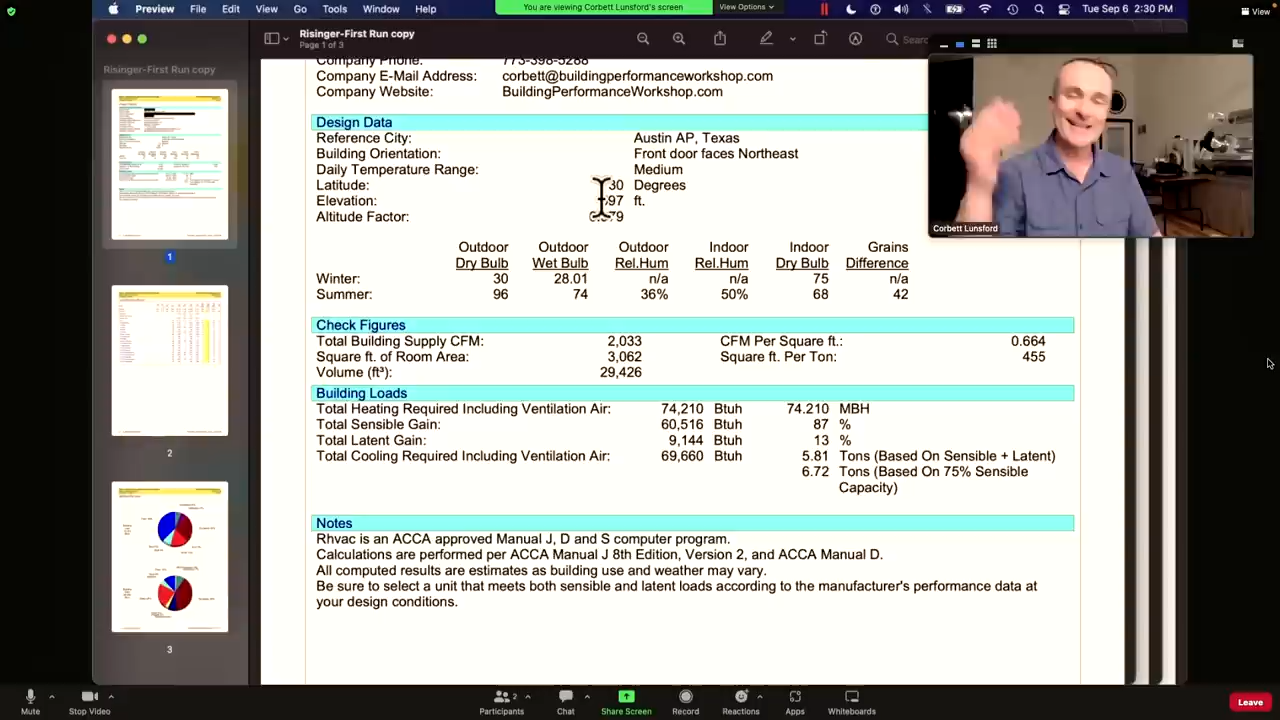 Preview File Edit View Go Tools Window Help
You are viewing Corbett Lunsford's screen
View Options
Tue Sep 6 2:30 PM
View
Risinger-First Run copy
Page 1 of 3
Risinger-First Run copy
1
2
3
Company Phone: 773-398-5288
Company E-Mail Address: corbett@buildingperformanceworkshop.com
Company Website: BuildingPerformanceWorkshop.com
Design Data
Reference City: Austin AP, Texas
Building Orientation: Front door faces Northeast
Daily Temperature Range: Medium
Latitude: 30 Degrees
Elevation: 97 ft.
Altitude Factor:
Outdoor Outdoor Outdoor Indoor Indoor Grains
Dry Bulb Wet Bulb Rel.Hum Rel.Hum Dry Bulb Difference
Winter: 30 28.01 n/a n/a 75 n/a
Summer: 96 74 36% 50% 68 42
Check Figures
Total Building Supply CFM: 2,033 CFM Per Square ft.: 0.664
Square ft. of Room Area: 3,062 Square ft. Per Ton: 455
Volume (ft³): 29,426
Building Loads
Total Heating Required Including Ventilation Air: 74,210 Btuh 74.210 MBH
Total Sensible Gain: 60,516 Btuh 87 %
Total Latent Gain: 9,144 Btuh 13 %
Total Cooling Required Including Ventilation Air: 69,660 Btuh 5.81 Tons (Based On Sensible + Latent)
6.72 Tons (Based On 75% Sensible
Capacity)
Notes
Rhvac is an ACCA approved Manual J, D and S computer program.
Calculations are performed per ACCA Manual J 8th Edition, Version 2, and ACCA Manual D.
All computed results are estimates as building use and weather may vary.
Be sure to select a unit that meets both sensible and latent loads according to the manufacturer's performance data at
your design conditions.
Corbett Lunsford
Mute
Stop Video
Participants 2
Chat
Share Screen
Record
Reactions
Apps
Whiteboards
Leave